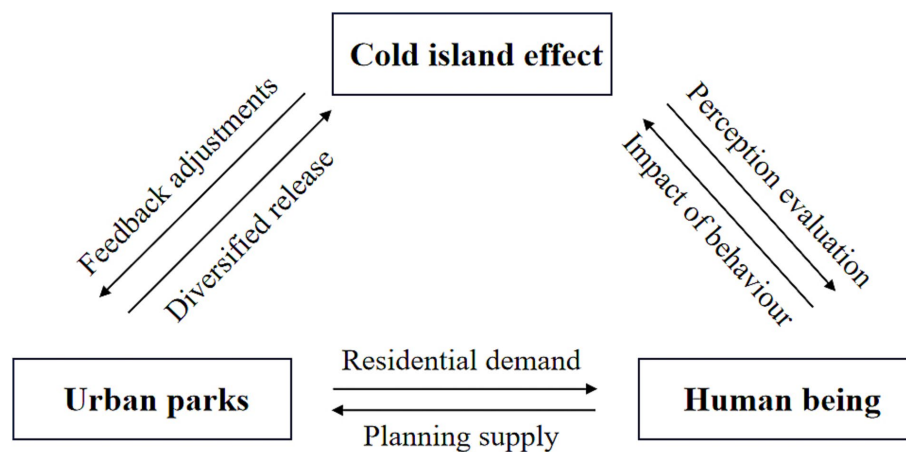 Cold island effect
Feedback adjustments
Diversified release
Perception evaluation
Impact of behaviour
Urban parks
Residential demand
Planning supply
Human being